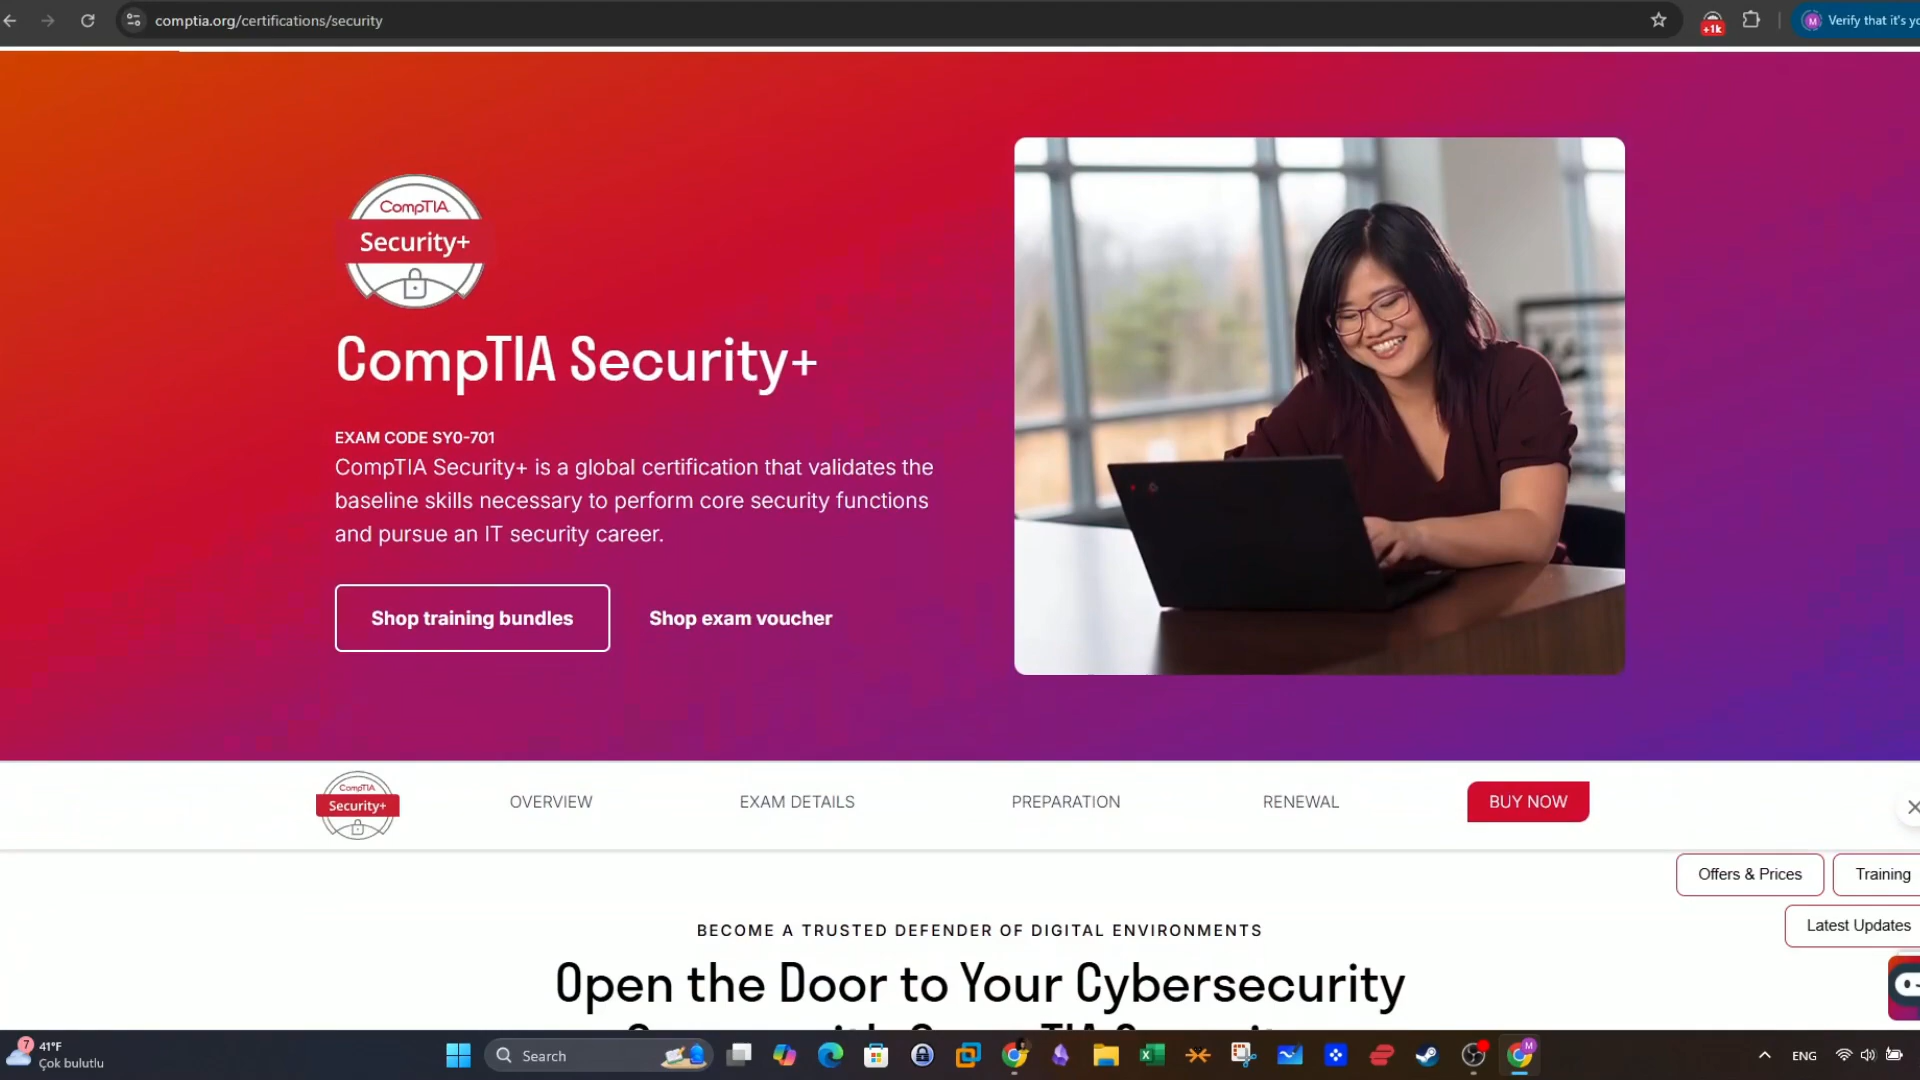 comptia.org/certifications/security
+1k
M
Verify that it's yo
CompTIA
Security+
CompTIA Security+
EXAM CODE SY0-701
CompTIA Security+ is a global certification that validates the
baseline skills necessary to perform core security functions
and pursue an IT security career.
Shop training bundles
Shop exam voucher
CompTIA
Security+
OVERVIEW
EXAM DETAILS
PREPARATION
RENEWAL
BUY NOW
Offers & Prices
Training
Latest Updates
BECOME A TRUSTED DEFENDER OF DIGITAL ENVIRONMENTS
Open the Door to Your Cybersecurity
7
41°F
Çok bulutlu
Search
M
ENG